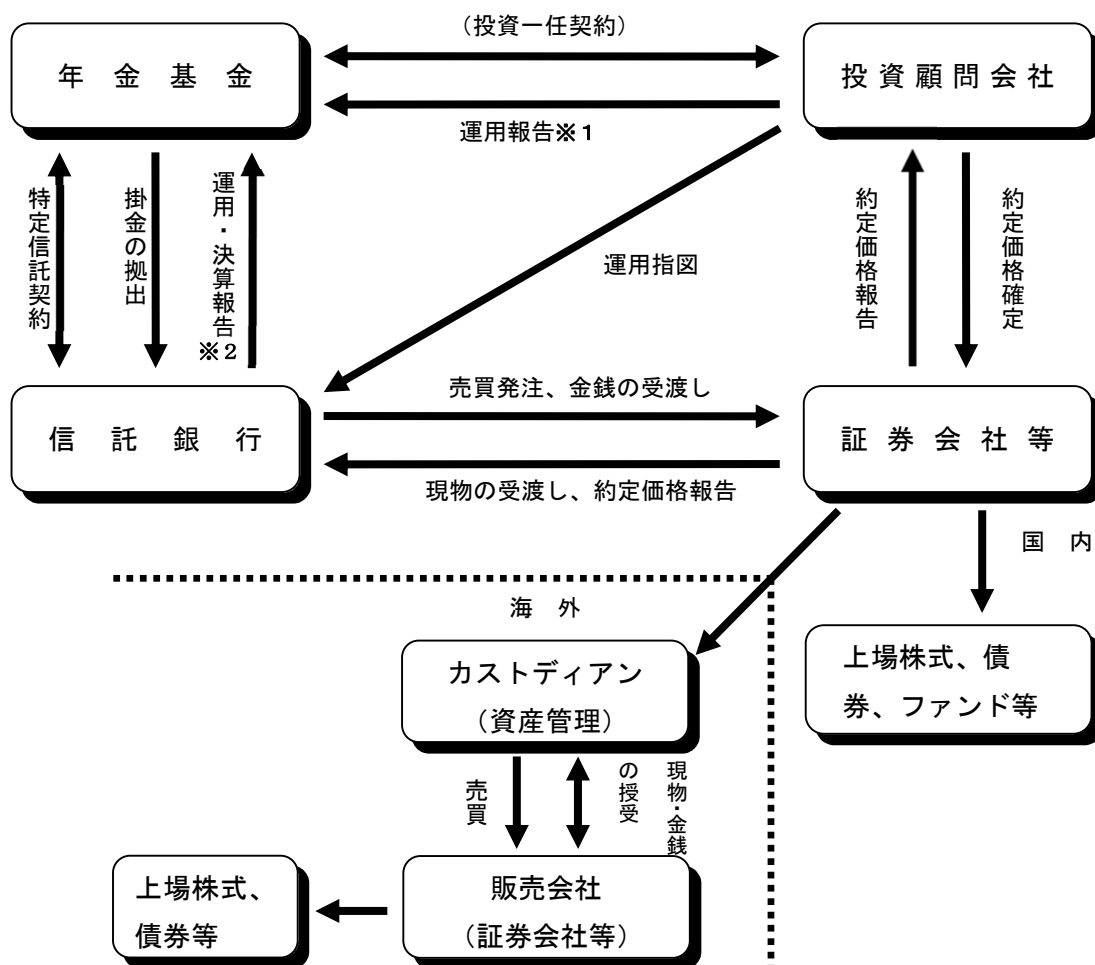 (投資一任契約)
年金基金
投資顧問会社
運用報告※1
特定信託契約
掛金の拠出
運用・決算報告
※2
運用指図
約定価格報告
約定価格確定
売買発注、金銭の受渡し
信託銀行
証券会社等
現物の受渡し、約定価格報告
国内
海外
カストディアン
(資産管理)
上場株式、債
券、ファンド等
売買
現物・金銭
の授受
上場株式、
債券等
販売会社
(証券会社等)